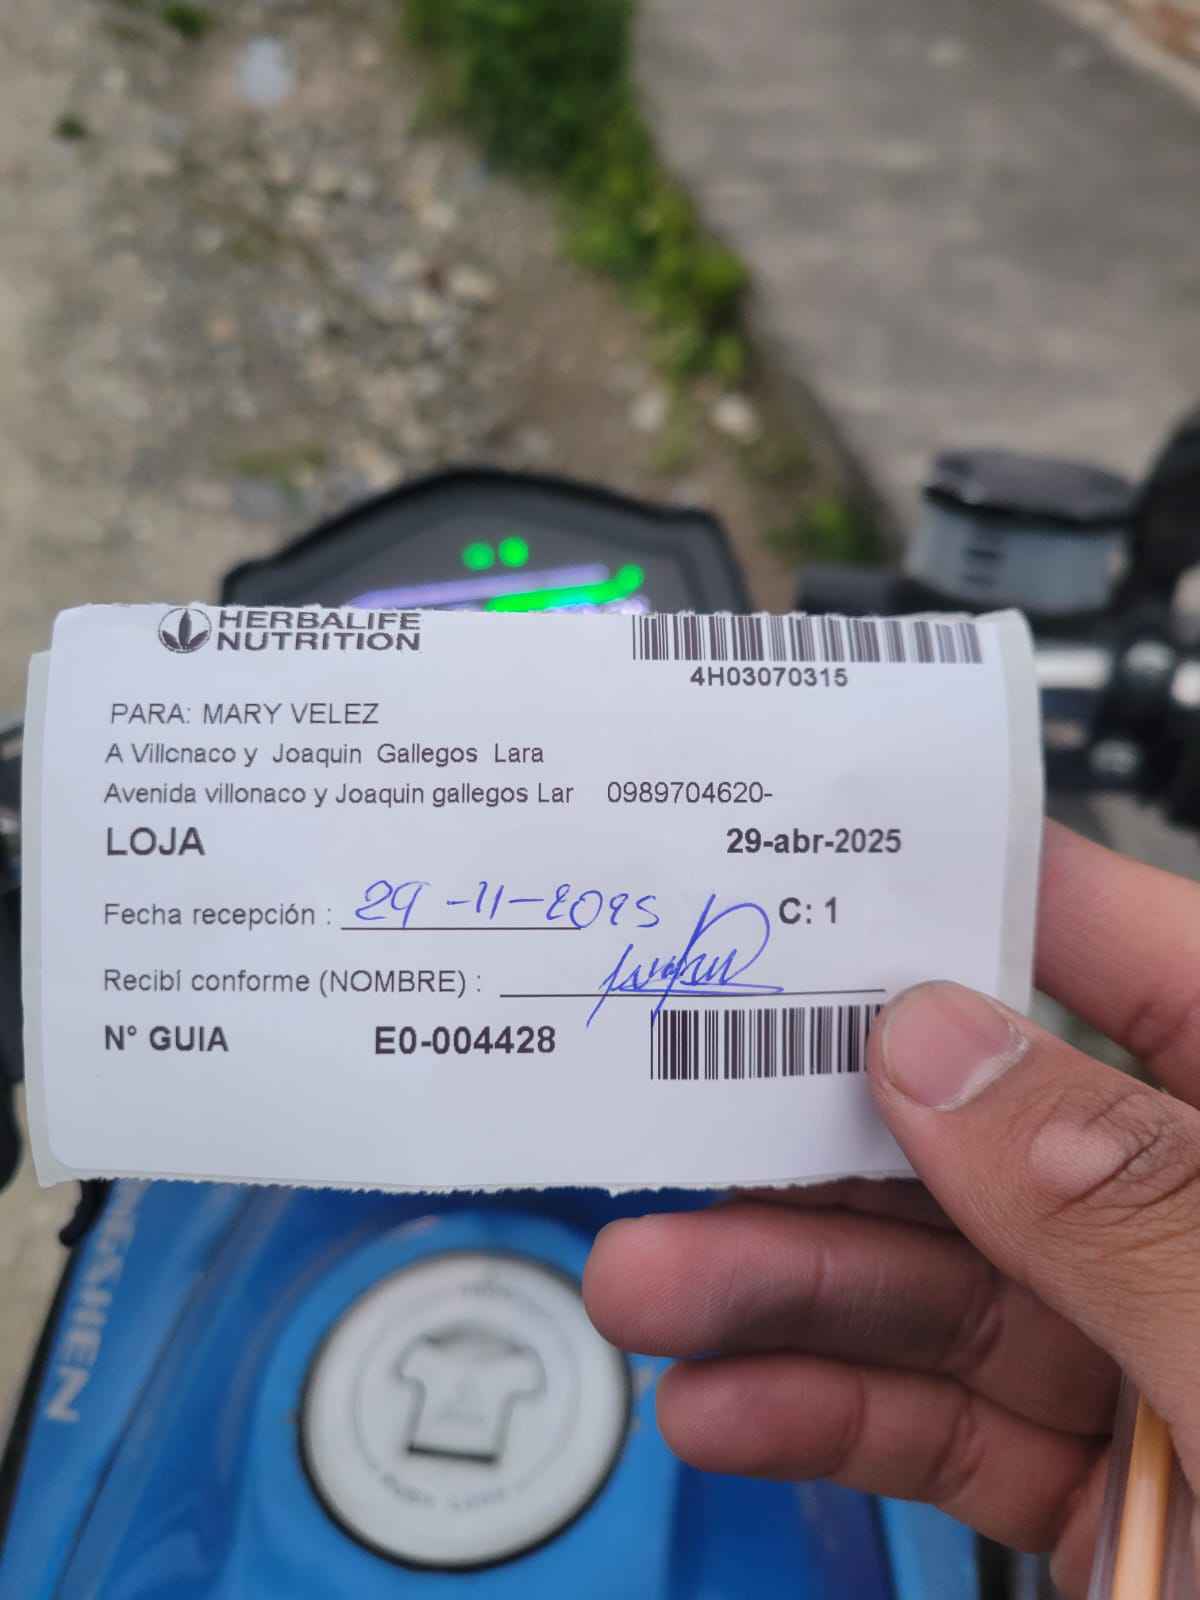 HERBALIFE
NUTRITION
4H03070315
PARA: MARY VELEZ
A Villcnaco y Joaquin Gallegos Lara
Avenida villonaco y Joaquin gallegos Lar 0989704620-
LOJA 29-abr-2025
Fecha recepción : 29-11-2025 C: 1
Recibí conforme (NOMBRE) :
N° GUIA E0-004428